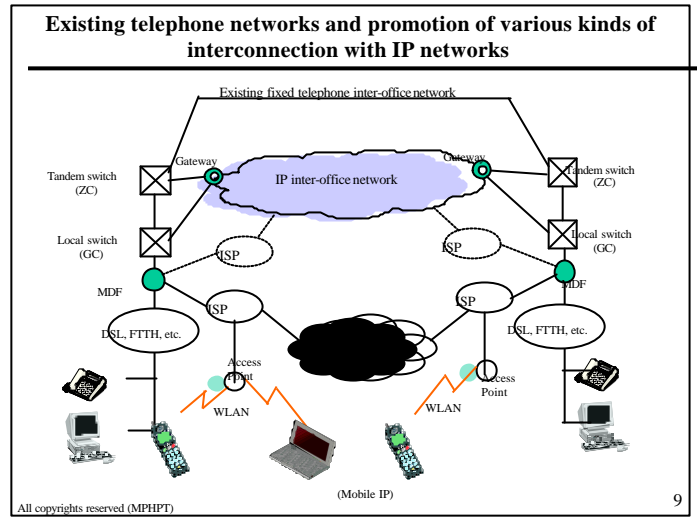 Existing telephone networks and promotion of various kinds of
interconnection with IP networks
Existing fixed telephone inter-office network
Gateway
Gateway
Tandem switch
(ZC)
IP inter-office network
Tandem switch
(ZC)
Local switch
(GC)
Local switch
(GC)
ISP
ISP
MDF
MDF
ISP
ISP
DSL, FTTH, etc.
DSL, FTTH, etc.
Access
Point
Access
Point
WLAN
WLAN
(Mobile IP)
All copyrights reserved (MPHPT)
9